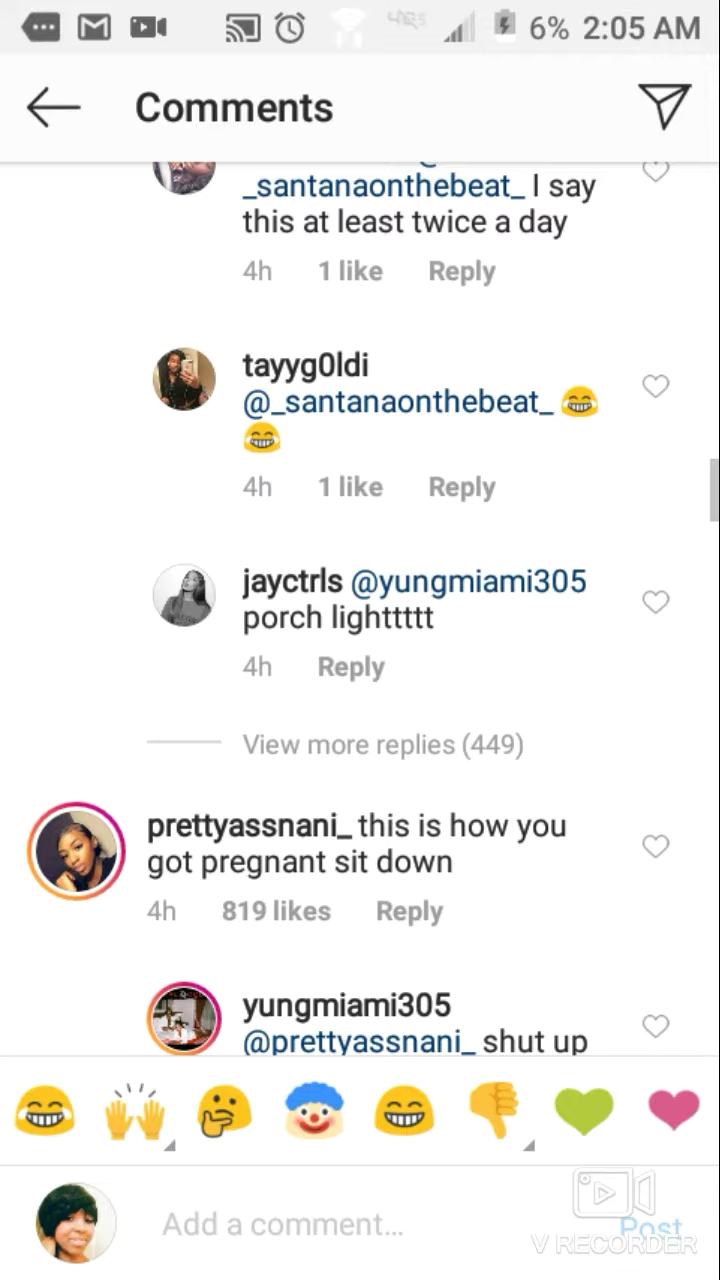 6% 2:05 AM
Comments
_santanaonthebeat_ I say
this at least twice a day
4h 1 like Reply
tayyg0ldi
@_santanaonthebeat_ 😂
😂
4h 1 like Reply
jayctrls @yungmiami305
porch lighttttt
4h Reply
View more replies (449)
prettyassnani_ this is how you
got pregnant sit down
4h 819 likes Reply
yungmiami305
@prettyassnani_ shut up
Add a comment...
Post
V RECORDER